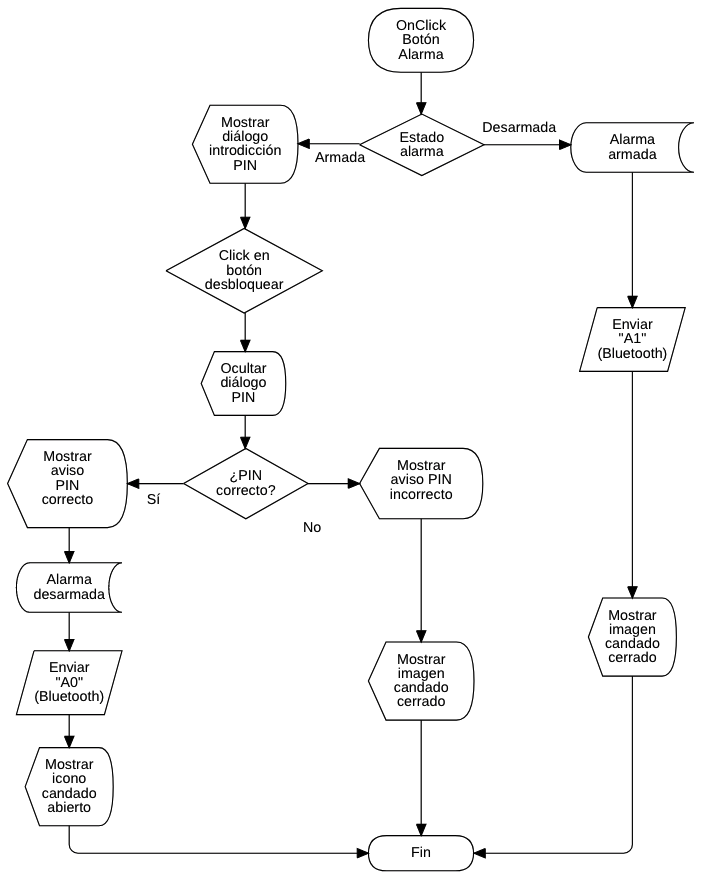 OnClick
Botón
Alarma
Mostrar
diálogo
introdicción
PIN
Armada
Estado
alarma
Desarmada
Alarma
armada
Click en
botón
desbloquear
Enviar
"A1"
(Bluetooth)
Ocultar
diálogo
PIN
Mostrar
aviso
PIN
correcto
Sí
¿PIN
correcto?
No
Mostrar
aviso PIN
incorrecto
Alarma
desarmada
Enviar
"A0"
(Bluetooth)
Mostrar
imagen
candado
cerrado
Mostrar
imagen
candado
cerrado
Mostrar
icono
candado
abierto
Fin